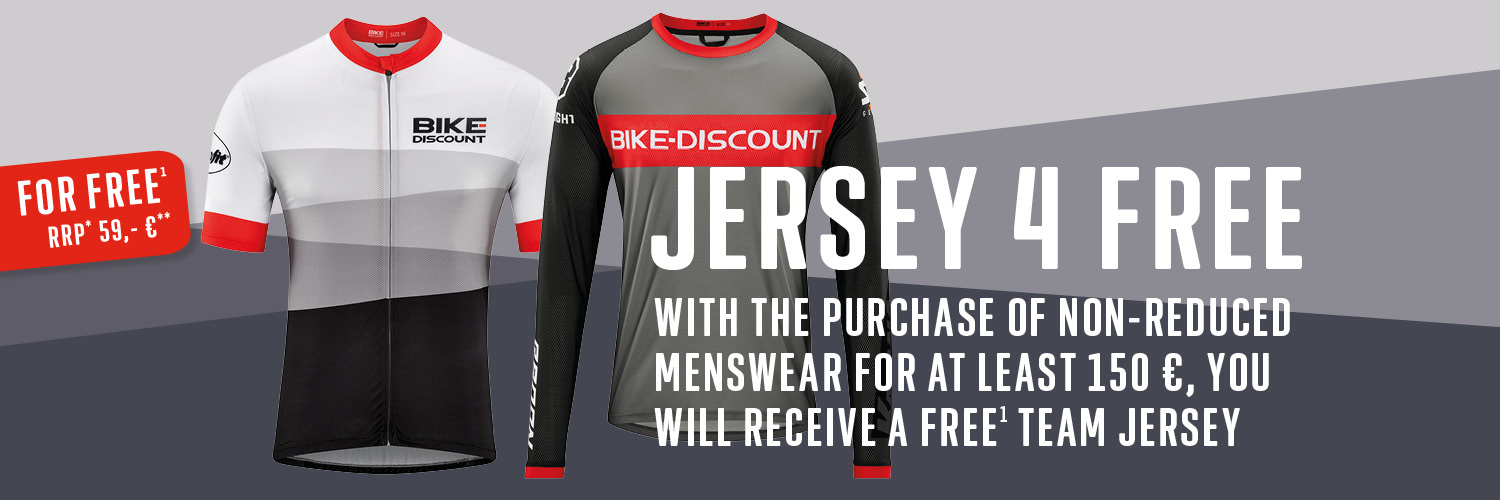 BIKE
DISCOUNT
BIKE-DISCOUNT
FOR FREE¹
RRP* 59,- €**
JERSEY 4 FREE
WITH THE PURCHASE OF NON-REDUCED
MENSWEAR FOR AT LEAST 150 €, YOU
WILL RECEIVE A FREE¹ TEAM JERSEY